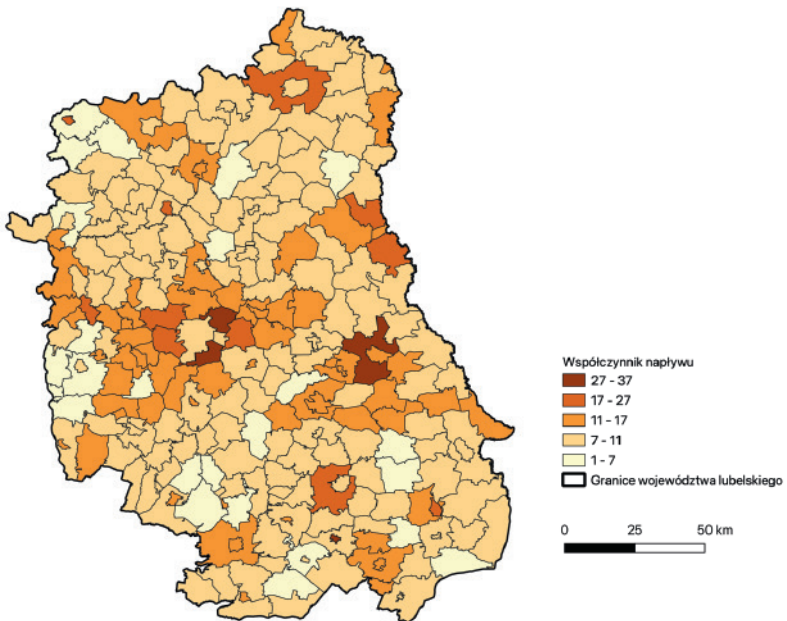 Współczynnik napływu
27 - 37
17 - 27
11 - 17
7 - 11
1 - 7
Granice województwa lubelskiego
0 25 50 km